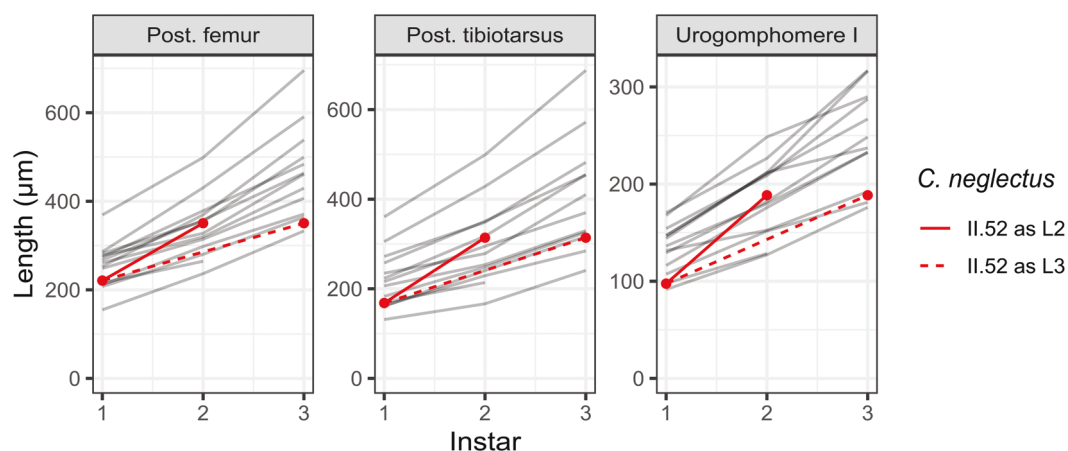 Post. femur
Post. tibiotarsus
Urogomphomere I
Length (µm)
600
400
200
0
600
400
200
0
300
200
100
0
1 2 3
1 2 3
1 2 3
Instar
C. neglectus
II.52 as L2
II.52 as L3